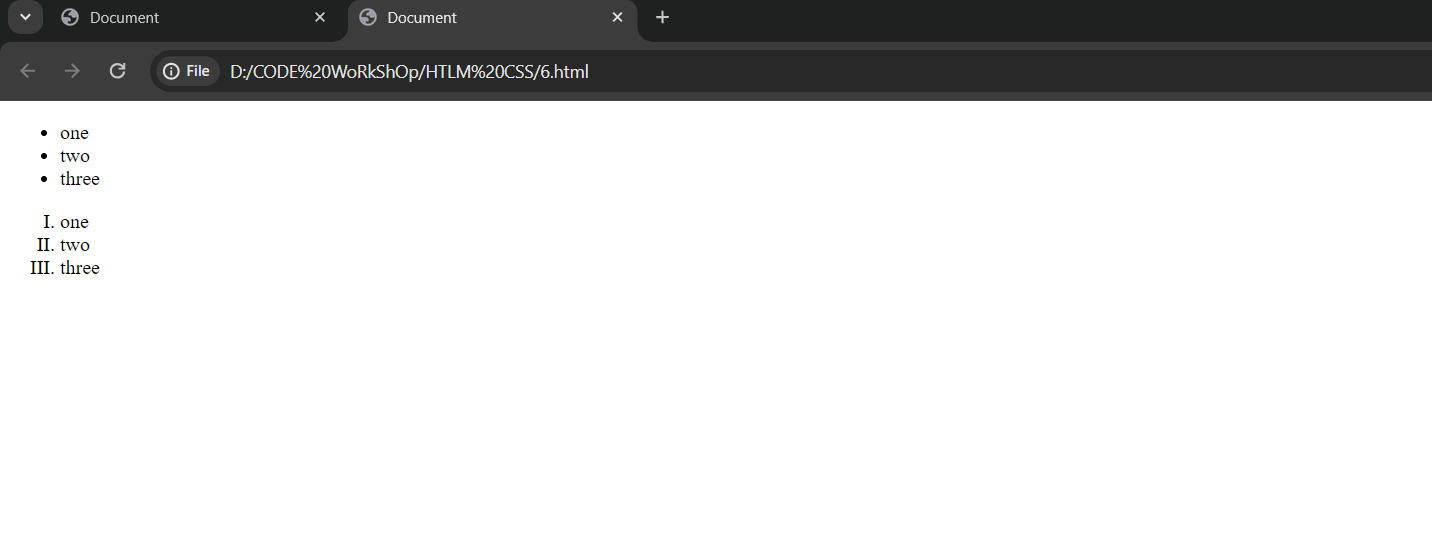 Document
Document
File
D:/CODE%20WoRkShOp/HTLM%20CSS/6.html
• one
• two
• three
I. one
II. two
III. three